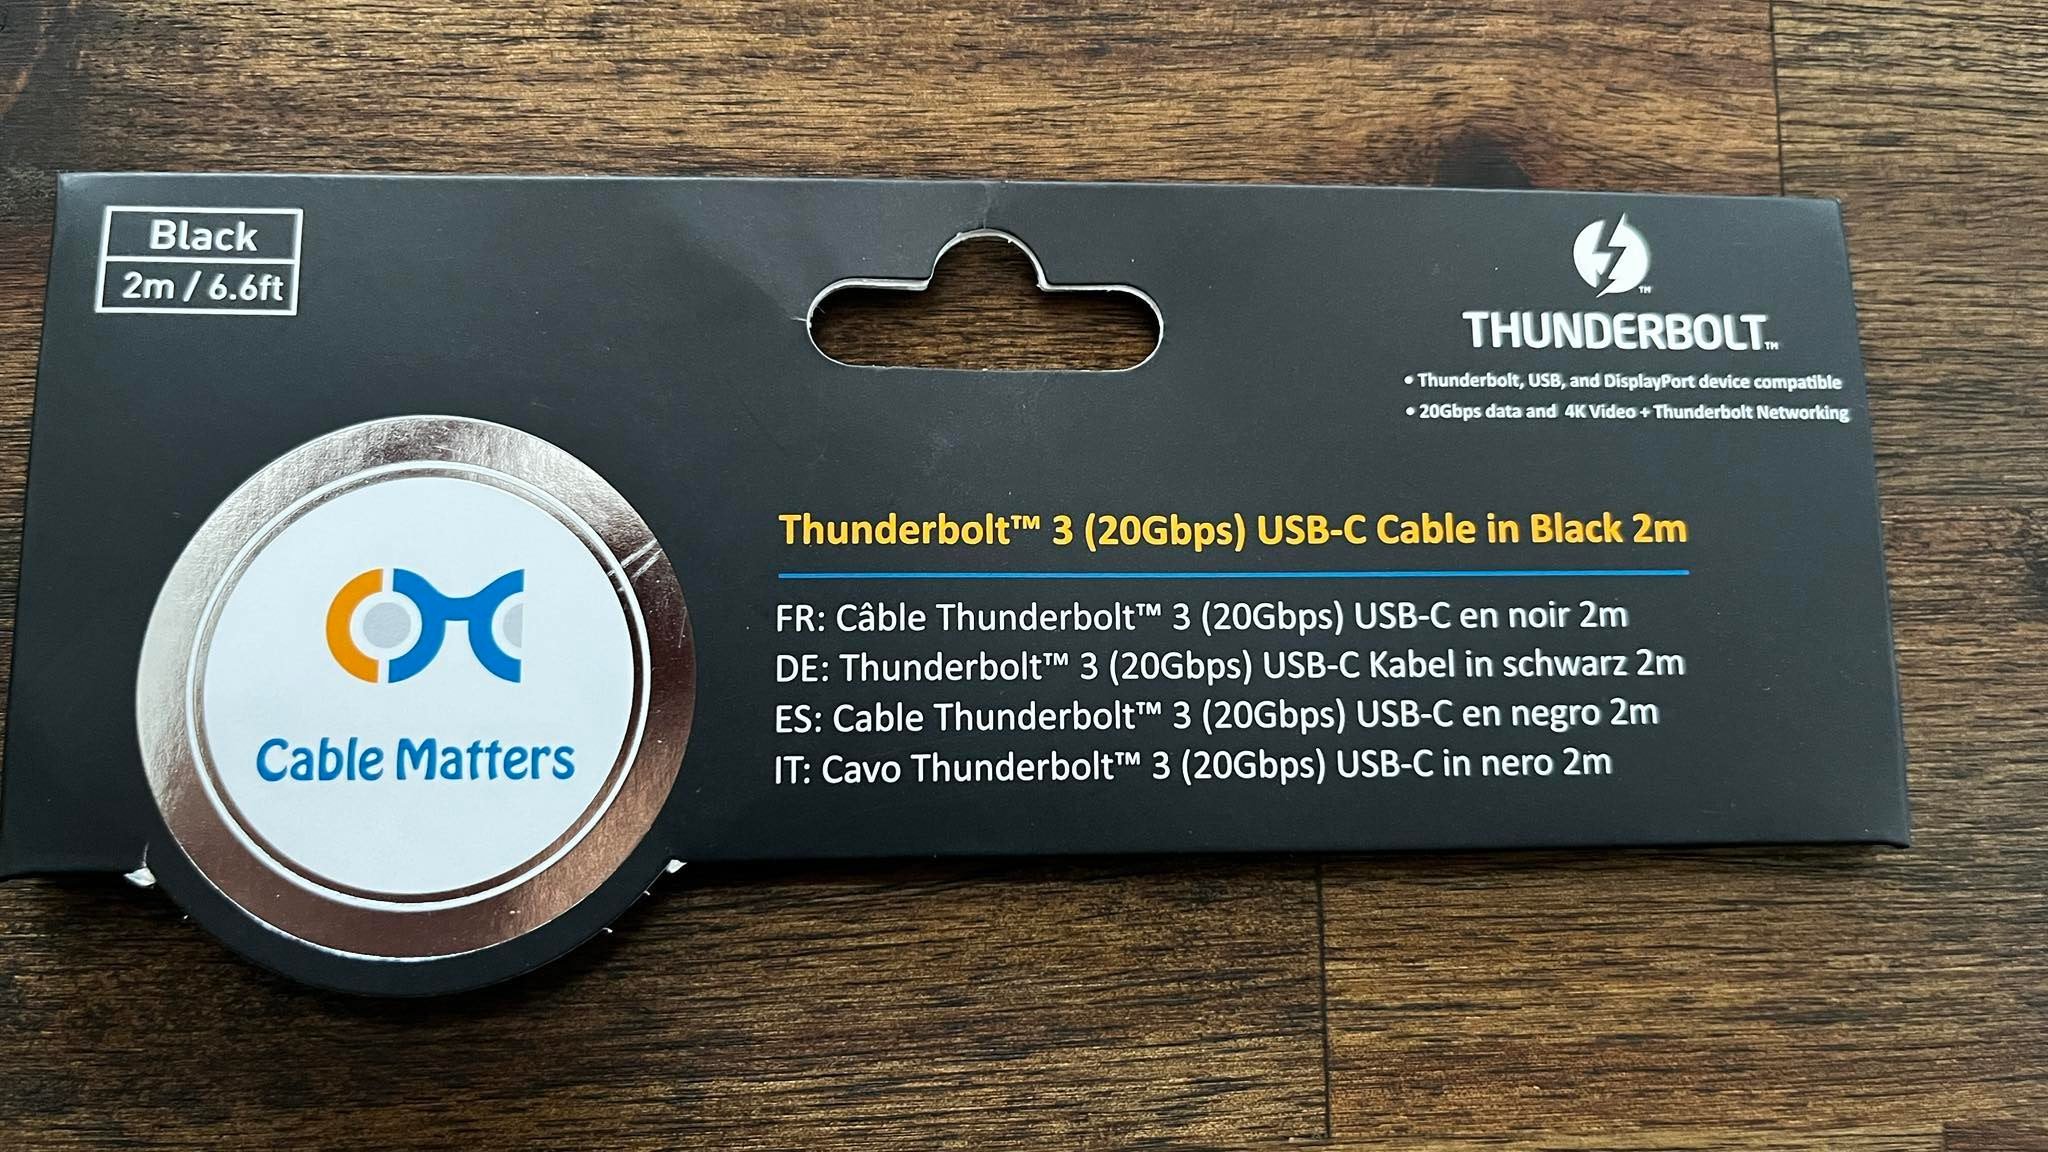 Black
2m / 6.6ft
THUNDERBOLT™
• Thunderbolt, USB, and DisplayPort device compatible
• 20Gbps data and 4K Video + Thunderbolt Networking
Thunderbolt™ 3 (20Gbps) USB-C Cable in Black 2m
FR: Câble Thunderbolt™ 3 (20Gbps) USB-C en noir 2m
DE: Thunderbolt™ 3 (20Gbps) USB-C Kabel in schwarz 2m
ES: Cable Thunderbolt™ 3 (20Gbps) USB-C en negro 2m
IT: Cavo Thunderbolt™ 3 (20Gbps) USB-C in nero 2m
Cable Matters